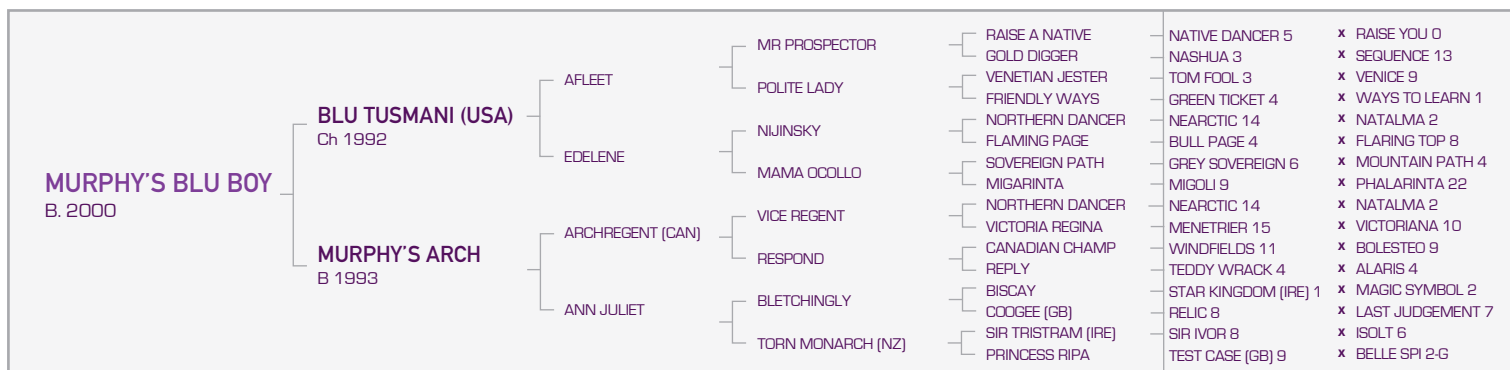 MURPHY'S BLU BOY
B. 2000
BLU TUSMANI (USA)
Ch 1992
MURPHY'S ARCH
B 1993
AFLEET
EDELENE
ARCHREGENT (CAN)
ANN JULIET
MR PROSPECTOR
POLITE LADY
NIJINSKY
MAMA OCOLLO
VICE REGENT
RESPOND
BLETCHINGLY
TORN MONARCH (NZ)
RAISE A NATIVE
GOLD DIGGER
VENETIAN JESTER
FRIENDLY WAYS
NORTHERN DANCER
FLAMING PAGE
SOVEREIGN PATH
MIGARINTA
NORTHERN DANCER
VICTORIA REGINA
CANADIAN CHAMP
REPLY
BISCAY
COOGEE (GB)
SIR TRISTRAM (IRE)
PRINCESS RIPA
NATIVE DANCER 5 x RAISE YOU 0
NASHUA 3 x SEQUENCE 13
TOM FOOL 3 x VENICE 9
GREEN TICKET 4 x WAYS TO LEARN 1
NEARCTIC 14 x NATALMA 2
BULL PAGE 4 x FLARING TOP 8
GREY SOVEREIGN 6 x MOUNTAIN PATH 4
MIGOLI 9 x PHALARINTA 22
NEARCTIC 14 x NATALMA 2
MENETRIER 15 x VICTORIANA 10
WINDFIELDS 11 x BOLESTEO 9
TEDDY WRACK 4 x ALARIS 4
STAR KINGDOM (IRE) 1 x MAGIC SYMBOL 2
RELIC 8 x LAST JUDGEMENT 7
SIR IVOR 8 x ISOLT 6
TEST CASE (GB) 9 x BELLE SPI 2-G